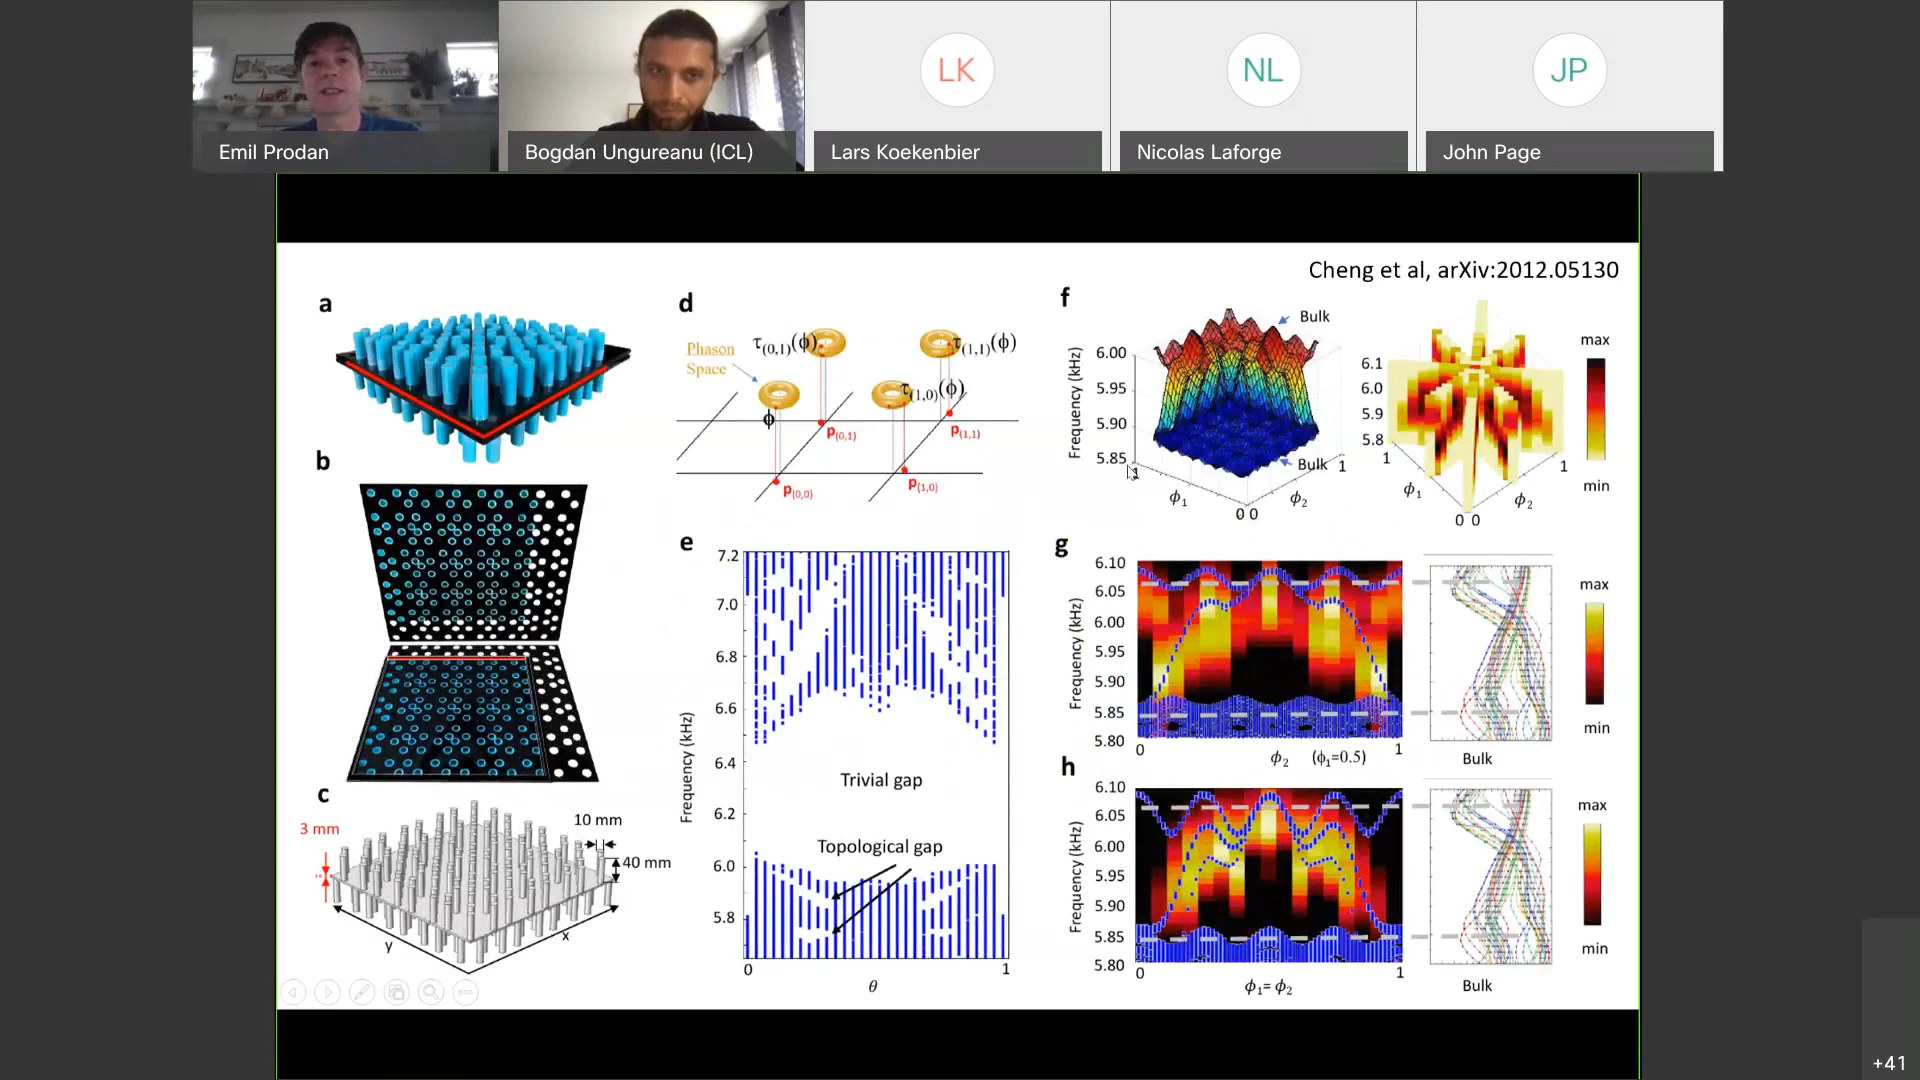 LK
NL
JP
Emil Prodan
Bogdan Ungureanu (ICL)
Lars Koekenbier
Nicolas Laforge
John Page
Cheng et al, arXiv:2012.05130
a
b
c
3 mm
10 mm
40 mm
y
x
d
Phason
Space
τ(0,1)(ϕ)
τ(1,1)(ϕ)
τ(1,0)(ϕ)
ϕ
p(0,1)
p(1,1)
p(0,0)
p(1,0)
e
7.2
7.0
6.8
6.6
6.4
6.2
6.0
5.8
Frequency (kHz)
Trivial gap
Topological gap
0
1
θ
f
Frequency (kHz)
6.00
5.95
5.90
5.85
Bulk
Bulk
1
1
ϕ1
ϕ2
0 0
6.1
6.0
5.9
5.8
1
1
ϕ1
ϕ2
0 0
max
min
g
Frequency (kHz)
6.10
6.05
6.00
5.95
5.90
5.85
5.80
0
1
ϕ2 (ϕ1=0.5)
Bulk
max
min
h
Frequency (kHz)
6.10
6.05
6.00
5.95
5.90
5.85
5.80
0
1
ϕ1= ϕ2
Bulk
max
min
+41